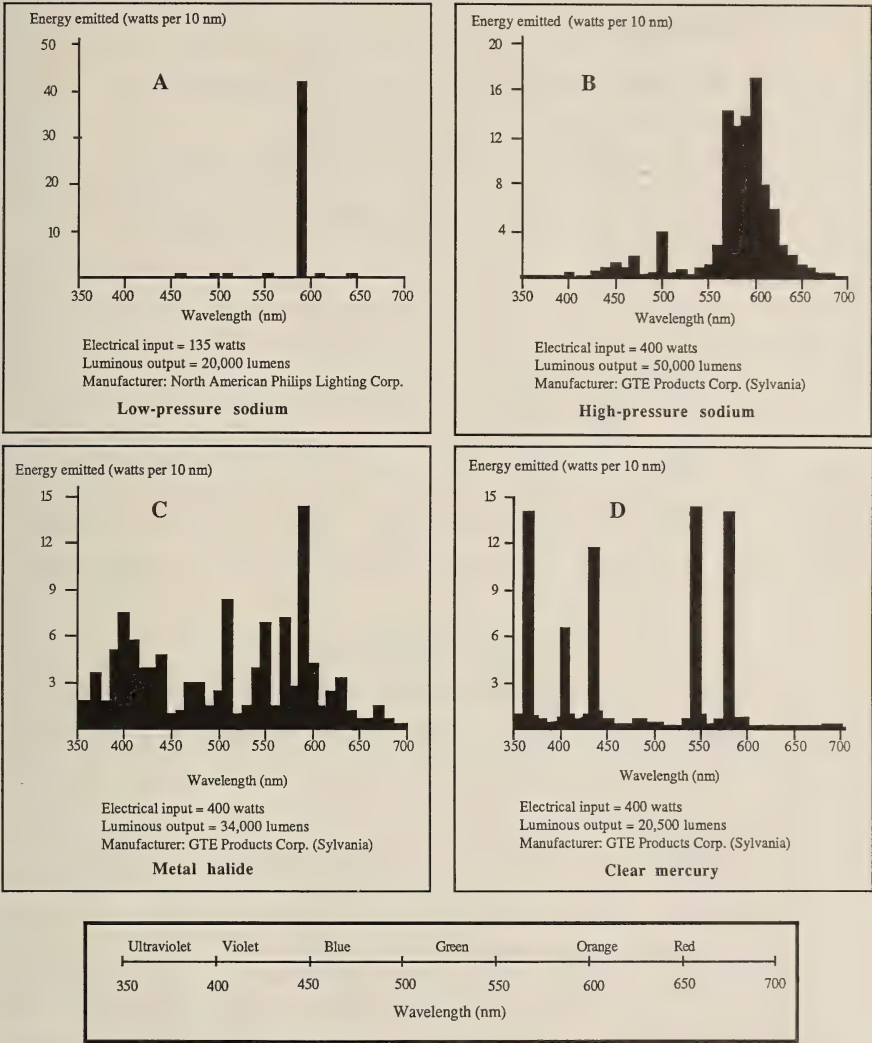 Energy emitted (watts per 10 nm)
A
50
40
30
20
10
350 400 450 500 550 600 650 700
Wavelength (nm)
Electrical input = 135 watts
Luminous output = 20,000 lumens
Manufacturer: North American Philips Lighting Corp.
Low-pressure sodium
Energy emitted (watts per 10 nm)
B
20
16
12
8
4
350 400 450 500 550 600 650 700
Wavelength (nm)
Electrical input = 400 watts
Luminous output = 50,000 lumens
Manufacturer: GTE Products Corp. (Sylvania)
High-pressure sodium
Energy emitted (watts per 10 nm)
C
15
12
9
6
3
350 400 450 500 550 600 650 700
Wavelength (nm)
Electrical input = 400 watts
Luminous output = 34,000 lumens
Manufacturer: GTE Products Corp. (Sylvania)
Metal halide
Energy emitted (watts per 10 nm)
D
15
12
9
6
3
350 400 450 500 550 600 650 700
Wavelength (nm)
Electrical input = 400 watts
Luminous output = 20,500 lumens
Manufacturer: GTE Products Corp. (Sylvania)
Clear mercury
Ultraviolet Violet Blue Green Orange Red
350 400 450 500 550 600 650 700
Wavelength (nm)